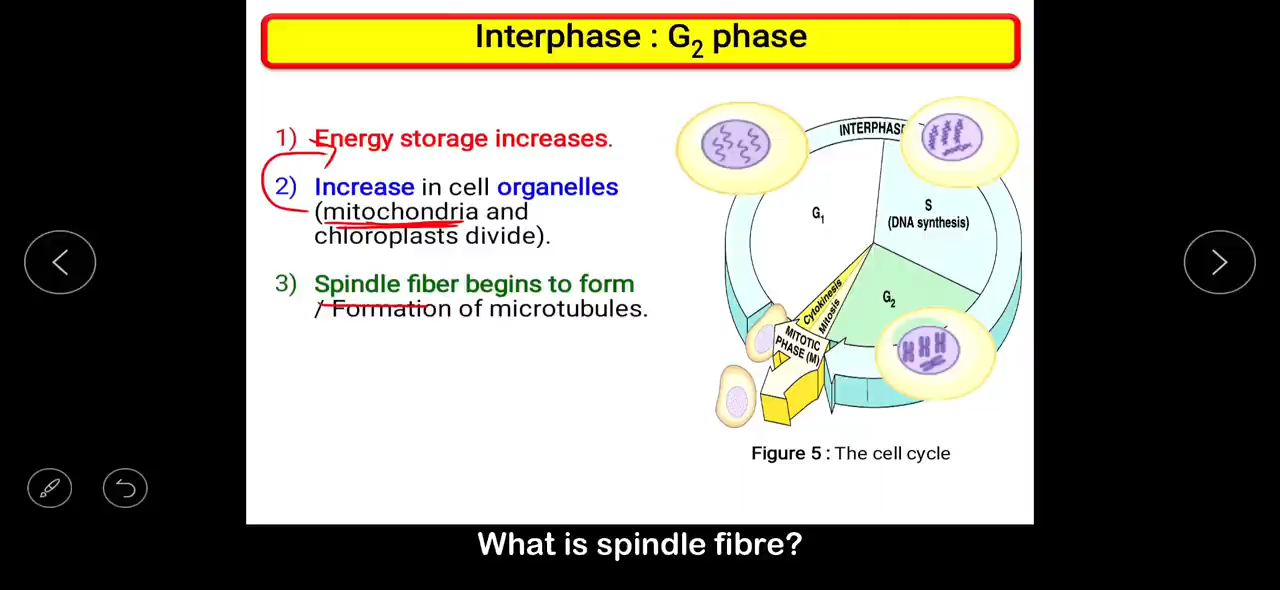 Interphase : G₂ phase
1) Energy storage increases.
2) Increase in cell organelles
(mitochondria and
chloroplasts divide).
3) Spindle fiber begins to form
/ Formation of microtubules.
INTERPHASE
G₁
S
(DNA synthesis)
G₂
Cytokinesis
Mitosis
MITOTIC
PHASE (M)
Figure 5 : The cell cycle
What is spindle fibre?